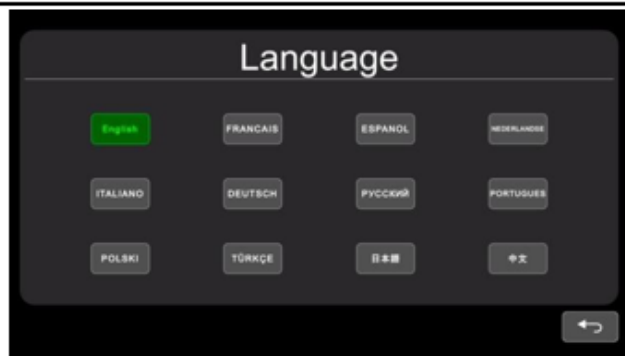 Language
English FRANCAIS ESPANOL NEDERLANDSE
ITALIANO DEUTSCH РУССКИЙ PORTUGUES
POLSKI TÜRKÇE 日本語 中文